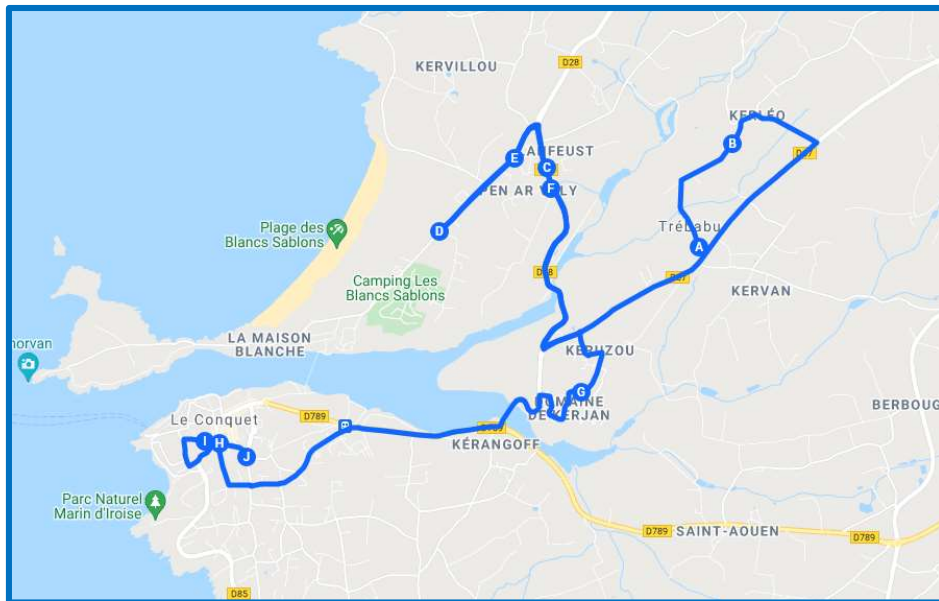 KERVILLOU
D28
KERLÉO
B
D67
LANFEUST
E
C
PEN AR VALY
F
Plage des
Blancs Sablons
D
Trébabu
A
Camping Les
Blancs Sablons
D28
D67
KERVAN
LA MAISON
BLANCHE
KERUZOU
G
DOMAINE
DE KERJAN
BERBOUG
Le Conquet
D789
D789
KÉRANGOFF
I
H
J
Parc Naturel
Marin d'Iroise
D789
SAINT-AOUEN
D789
D85